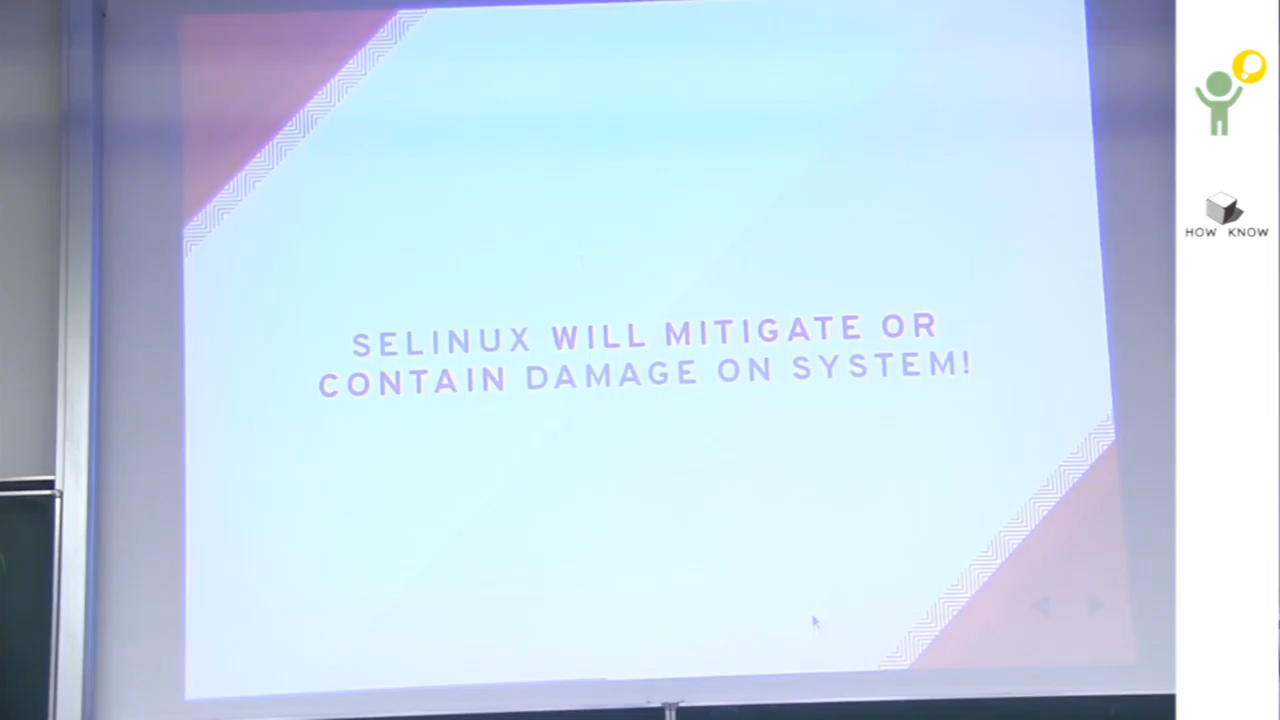 SELINUX WILL MITIGATE OR
CONTAIN DAMAGE ON SYSTEM!
HOW KNOW